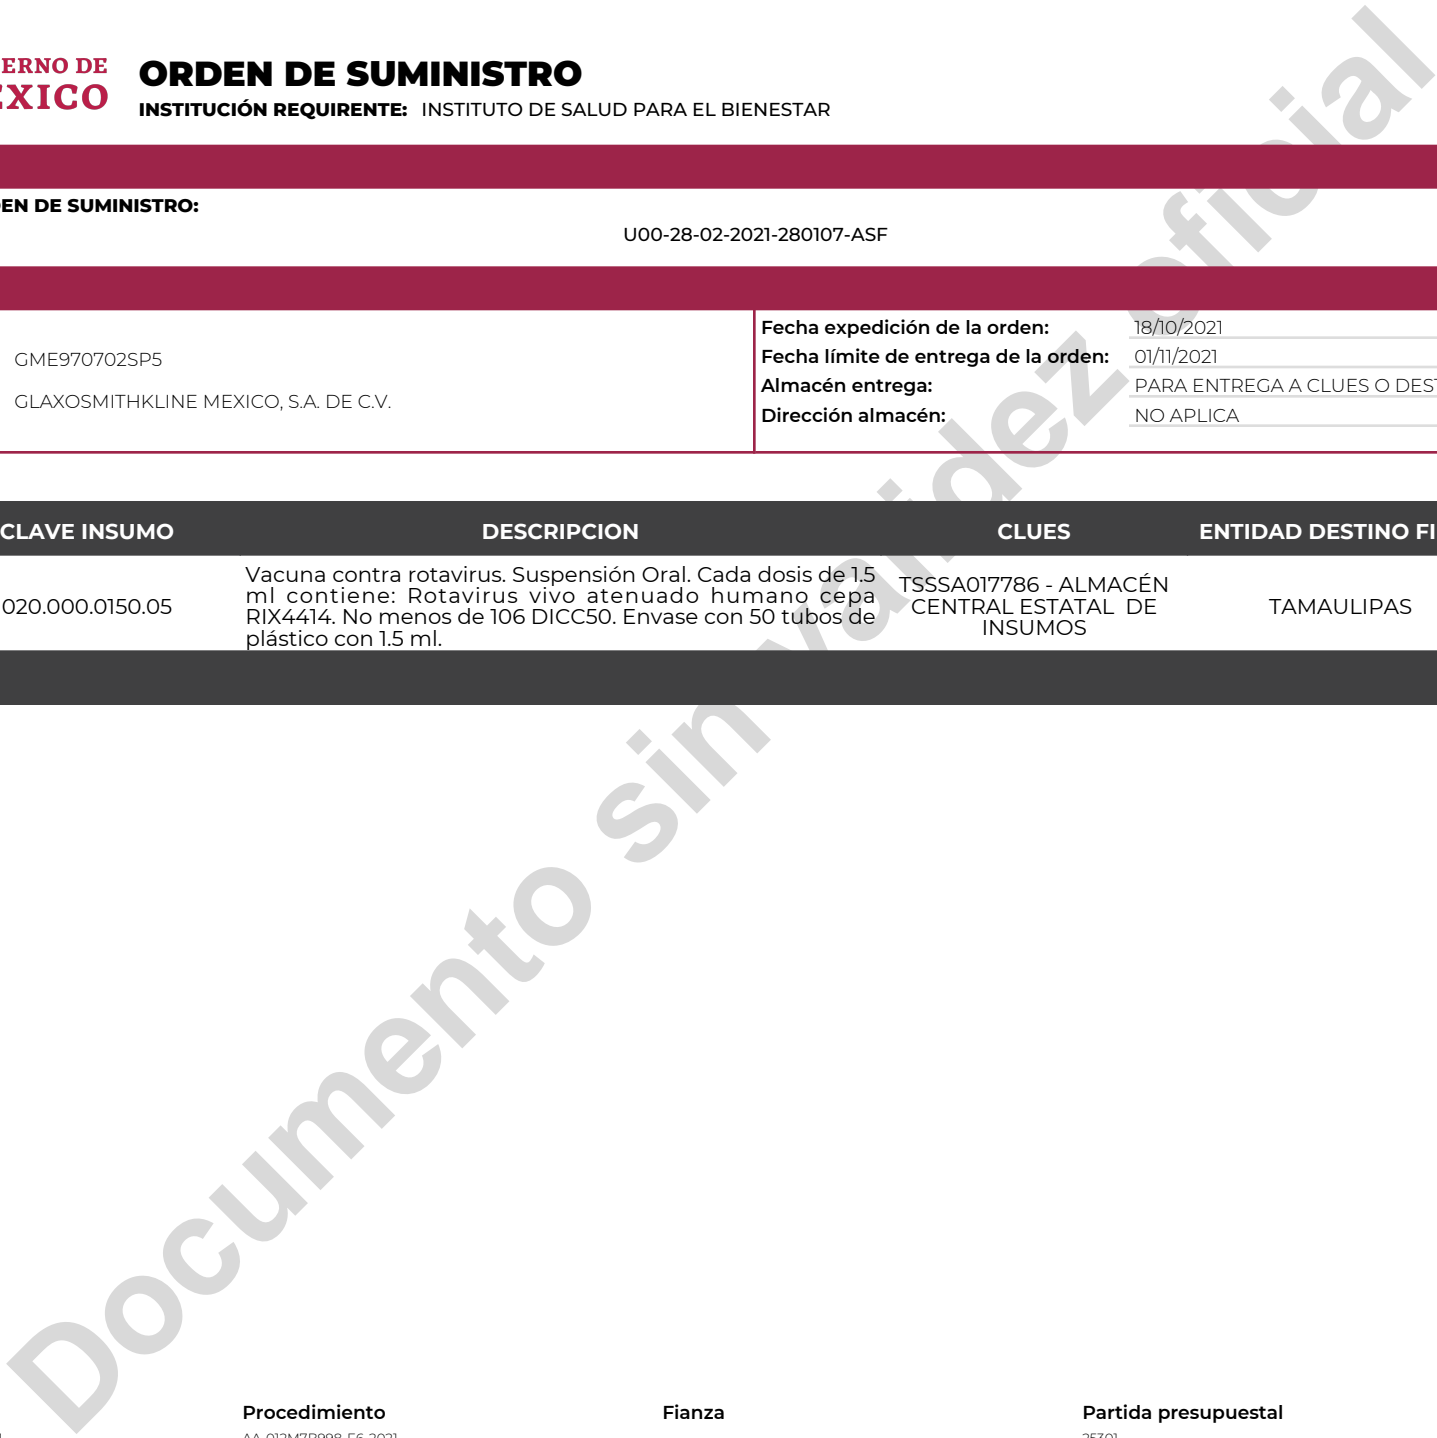 ERNO DE
EXICO
ORDEN DE SUMINISTRO
INSTITUCIÓN REQUIRENTE: INSTITUTO DE SALUD PARA EL BIENESTAR
EN DE SUMINISTRO:
U00-28-02-2021-280107-ASF
GME970702SP5
GLAXOSMITHKLINE MEXICO, S.A. DE C.V.
Fecha expedición de la orden: 18/10/2021
Fecha límite de entrega de la orden: 01/11/2021
Almacén entrega: PARA ENTREGA A CLUES O DEST
Dirección almacén: NO APLICA
CLAVE INSUMO DESCRIPCION CLUES ENTIDAD DESTINO FI
020.000.0150.05
Vacuna contra rotavirus. Suspensión Oral. Cada dosis de 1.5
ml contiene: Rotavirus vivo atenuado humano cepa
RIX4414. No menos de 106 DICC50. Envase con 50 tubos de
plástico con 1.5 ml.
TSSSA017786 - ALMACÉN
CENTRAL ESTATAL DE
INSUMOS
TAMAULIPAS
Documento sin validez oficial
Procedimiento Fianza Partida presupuestal